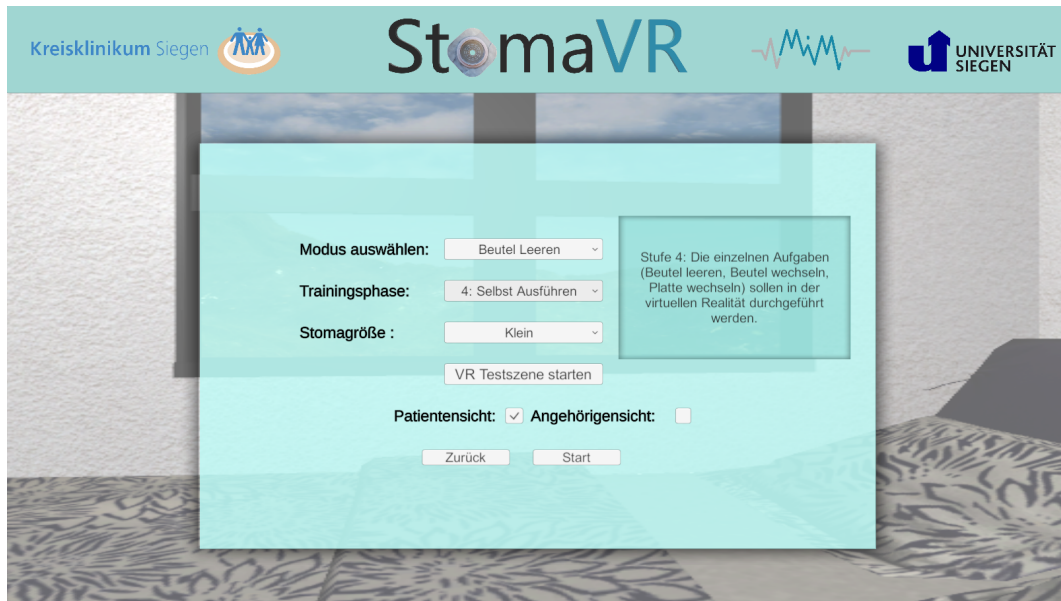 Kreisklinikum Siegen
StomaVR
MiM
UNIVERSITÄT
SIEGEN
Modus auswählen: Beutel Leeren
Trainingsphase: 4: Selbst Ausführen
Stomagröße : Klein
VR Testszene starten
Stufe 4: Die einzelnen Aufgaben
(Beutel leeren, Beutel wechseln,
Platte wechseln) sollen in der
virtuellen Realität durchgeführt
werden.
Patientensicht: Angehörigensicht:
Zurück Start